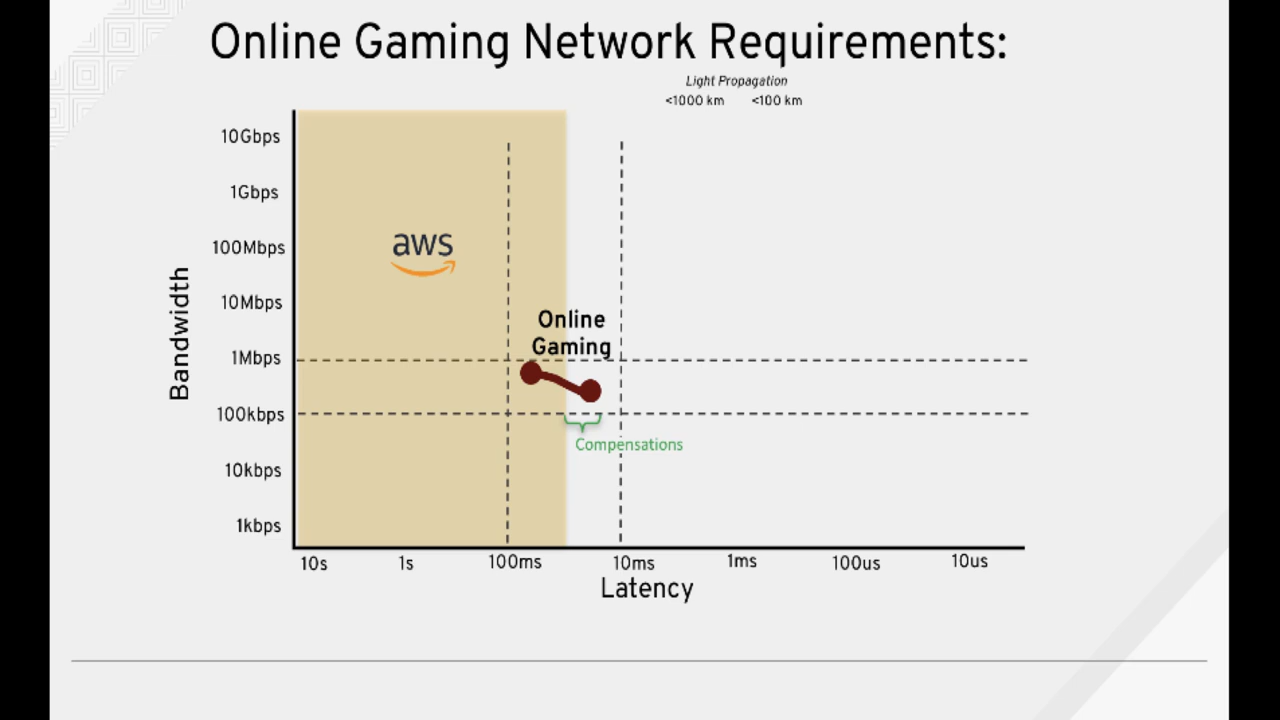 Online Gaming Network Requirements:
Light Propagation
<1000 km <100 km
10Gbps
1Gbps
100Mbps
10Mbps
1Mbps
100kbps
10kbps
1kbps
Bandwidth
aws
Online
Gaming
Compensations
10s 1s 100ms 10ms 1ms 100us 10us
Latency